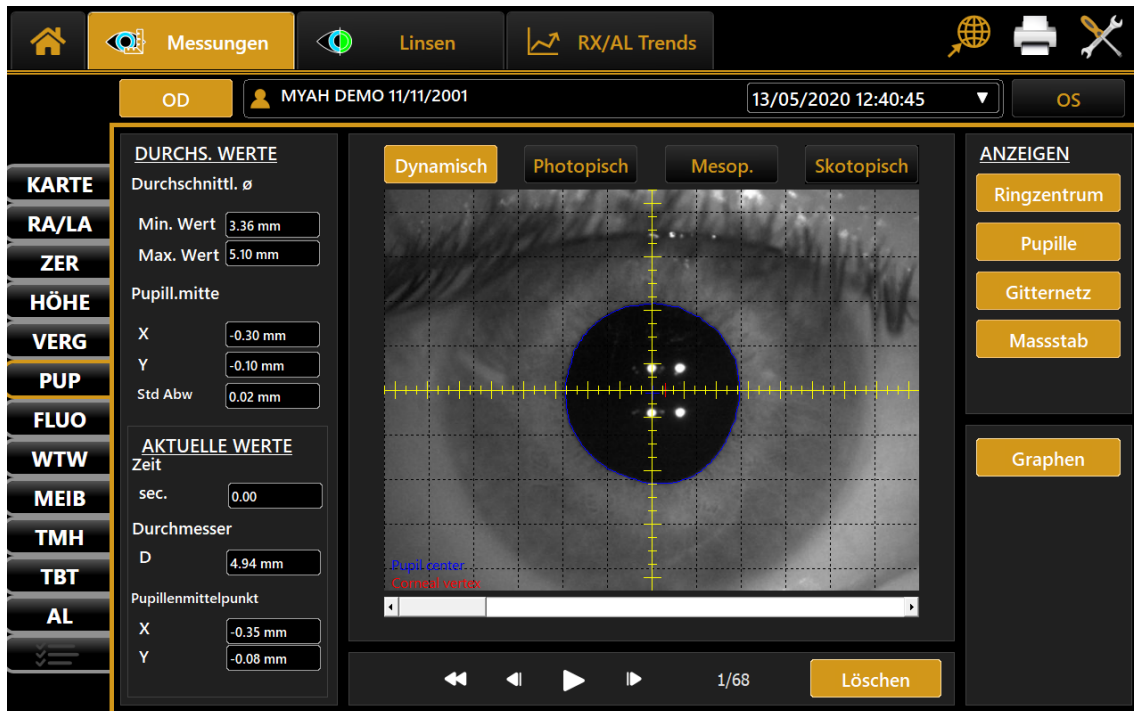 Messungen
Linsen
RX/AL Trends
OD
MYAH DEMO 11/11/2001
13/05/2020 12:40:45
OS
KARTE
RA/LA
ZER
HÖHE
VERG
PUP
FLUO
WTW
MEIB
TMH
TBT
AL
DURCHS. WERTE
Durchschnittl. ø
Min. Wert 3.36 mm
Max. Wert 5.10 mm
Pupill.mitte
X -0.30 mm
Y -0.10 mm
Std Abw 0.02 mm
AKTUELLE WERTE
Zeit
sec. 0.00
Durchmesser
D 4.94 mm
Pupillenmittelpunkt
X -0.35 mm
Y -0.08 mm
Dynamisch
Photopisch
Mesop.
Skotopisch
Pupil center
Corneal vertex
1/68
Löschen
ANZEIGEN
Ringzentrum
Pupille
Gitternetz
Massstab
Graphen